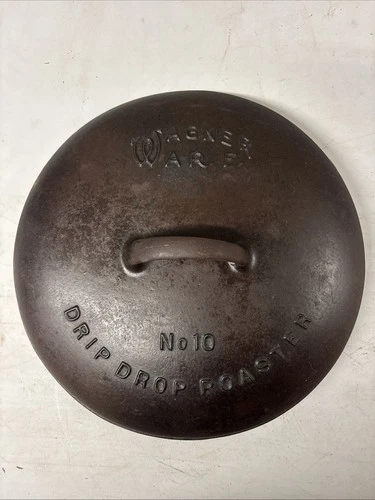 WAGNER
WARE
No 10
DRIP DROP ROASTER